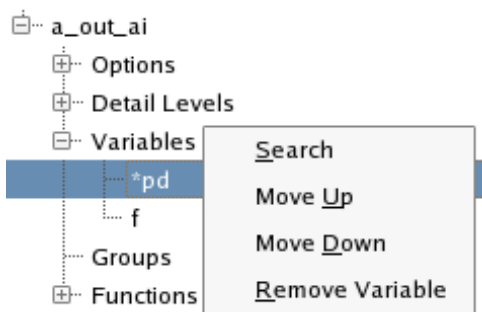 a_out_ai
Options
Detail Levels
Variables
*pd
f
Groups
Functions
Search
Move Up
Move Down
Remove Variable